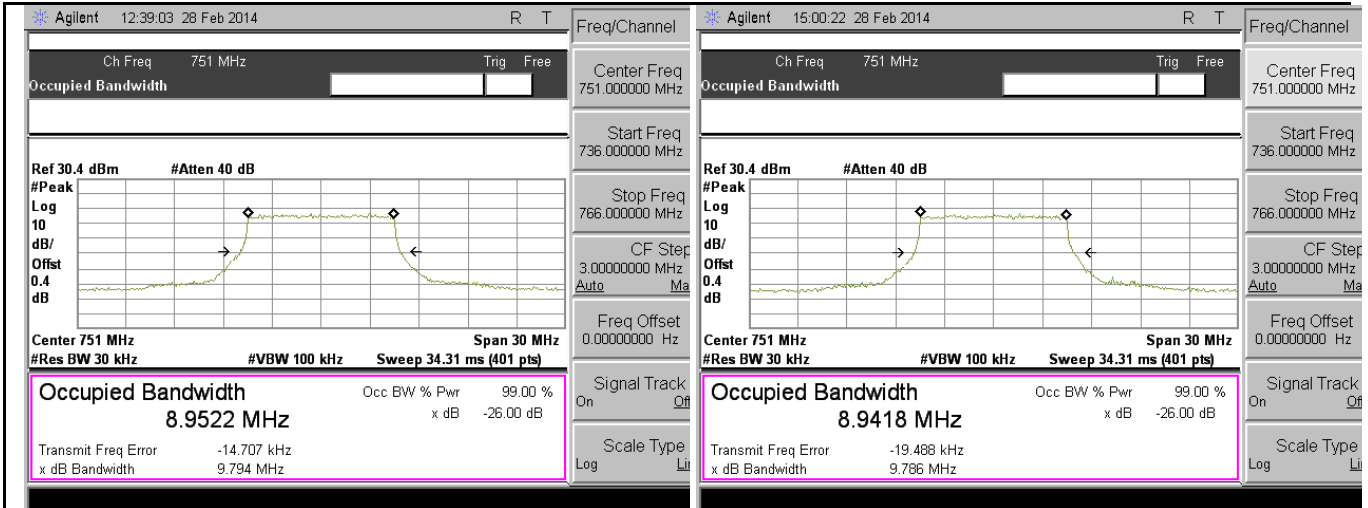 Agilent 12:39:03 28 Feb 2014 R T
Freq/Channel
Ch Freq 751 MHz Trig Free
Occupied Bandwidth
Center Freq
751.000000 MHz
Start Freq
736.000000 MHz
Ref 30.4 dBm #Atten 40 dB
#Peak
Log
10
dB/
Offst
0.4
dB
Stop Freq
766.000000 MHz
CF Step
3.00000000 MHz
Auto Ma
Freq Offset
0.00000000 Hz
Center 751 MHz Span 30 MHz
#Res BW 30 kHz #VBW 100 kHz Sweep 34.31 ms (401 pts)
Signal Track
On Off
Occupied Bandwidth Occ BW % Pwr 99.00 %
8.9522 MHz x dB -26.00 dB
Transmit Freq Error -14.707 kHz
x dB Bandwidth 9.794 MHz
Scale Type
Log Li
Agilent 15:00:22 28 Feb 2014 R T
Freq/Channel
Ch Freq 751 MHz Trig Free
Occupied Bandwidth
Center Freq
751.000000 MHz
Start Freq
736.000000 MHz
Ref 30.4 dBm #Atten 40 dB
#Peak
Log
10
dB/
Offst
0.4
dB
Stop Freq
766.000000 MHz
CF Step
3.00000000 MHz
Auto Ma
Freq Offset
0.00000000 Hz
Center 751 MHz Span 30 MHz
#Res BW 30 kHz #VBW 100 kHz Sweep 34.31 ms (401 pts)
Signal Track
On Off
Occupied Bandwidth Occ BW % Pwr 99.00 %
8.9418 MHz x dB -26.00 dB
Transmit Freq Error -19.488 kHz
x dB Bandwidth 9.786 MHz
Scale Type
Log Li